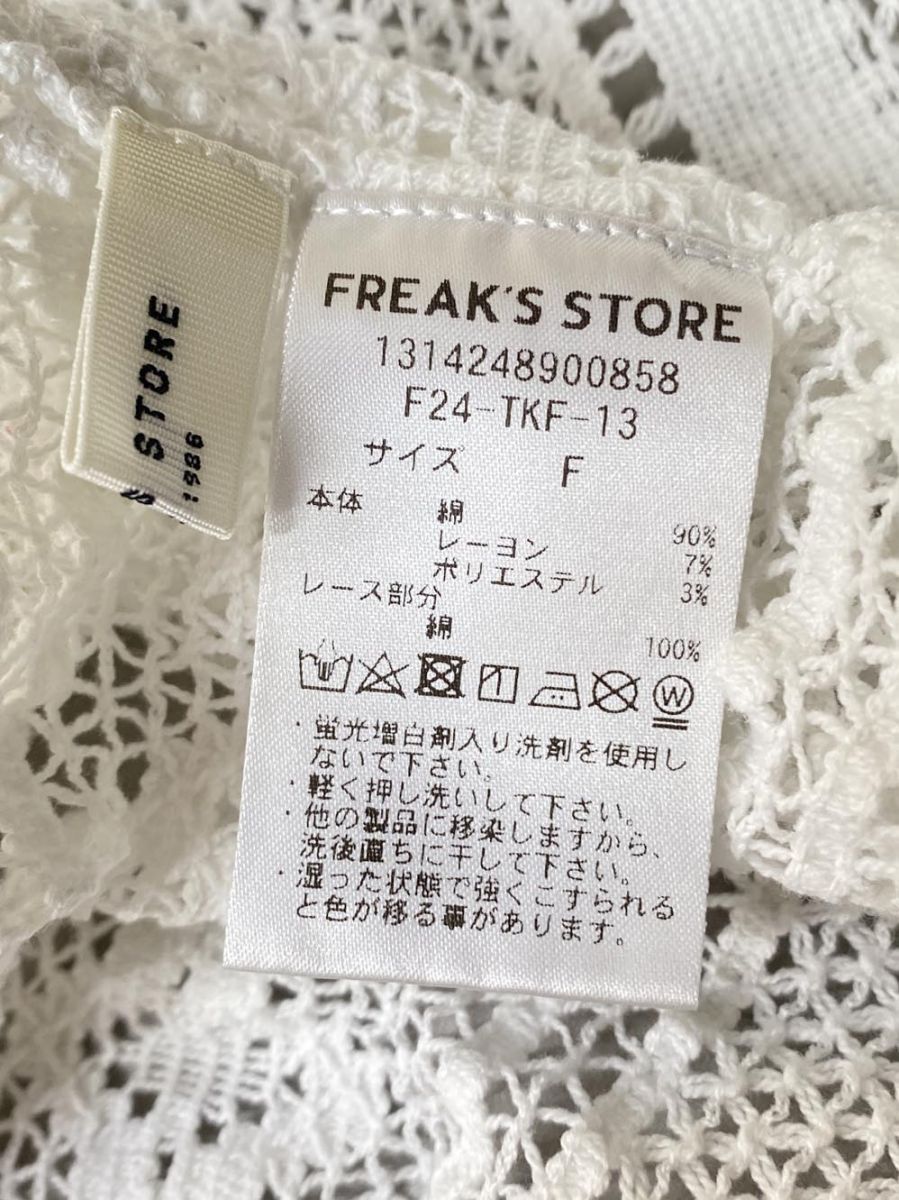 STORE
1986
FREAK'S STORE
1314248900858
F24-TKF-13
サイズ F
本体 綿 90%
レーヨン 7%
ポリエステル 3%
レース部分
綿 100%
W
・蛍光増白剤入り洗剤を使用し
ないで下さい。
・軽く押し洗いして下さい。
・他の製品に移染しますから、
洗後直ちに干して下さい。
・湿った状態で強くこすられる
と色が移る事があります。